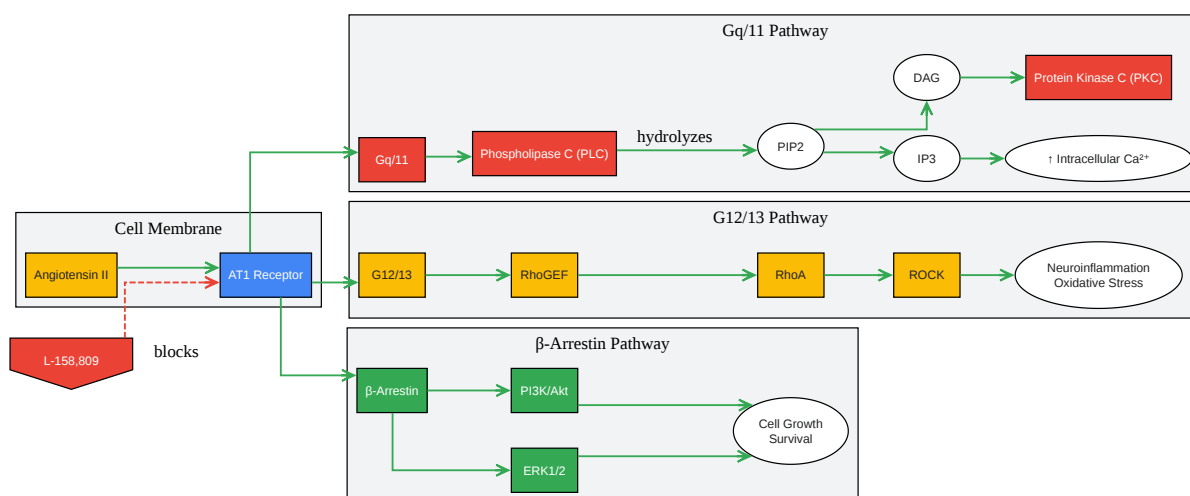 Gq/11 Pathway
DAG
Protein Kinase C (PKC)
Gq/11
Phospholipase C (PLC)
hydrolyzes
PIP2
IP3
↑ Intracellular Ca²⁺
Cell Membrane
Angiotensin II
AT1 Receptor
L-158,809
blocks
G12/13 Pathway
G12/13
RhoGEF
RhoA
ROCK
Neuroinflammation
Oxidative Stress
β-Arrestin Pathway
β-Arrestin
PI3K/Akt
ERK1/2
Cell Growth
Survival